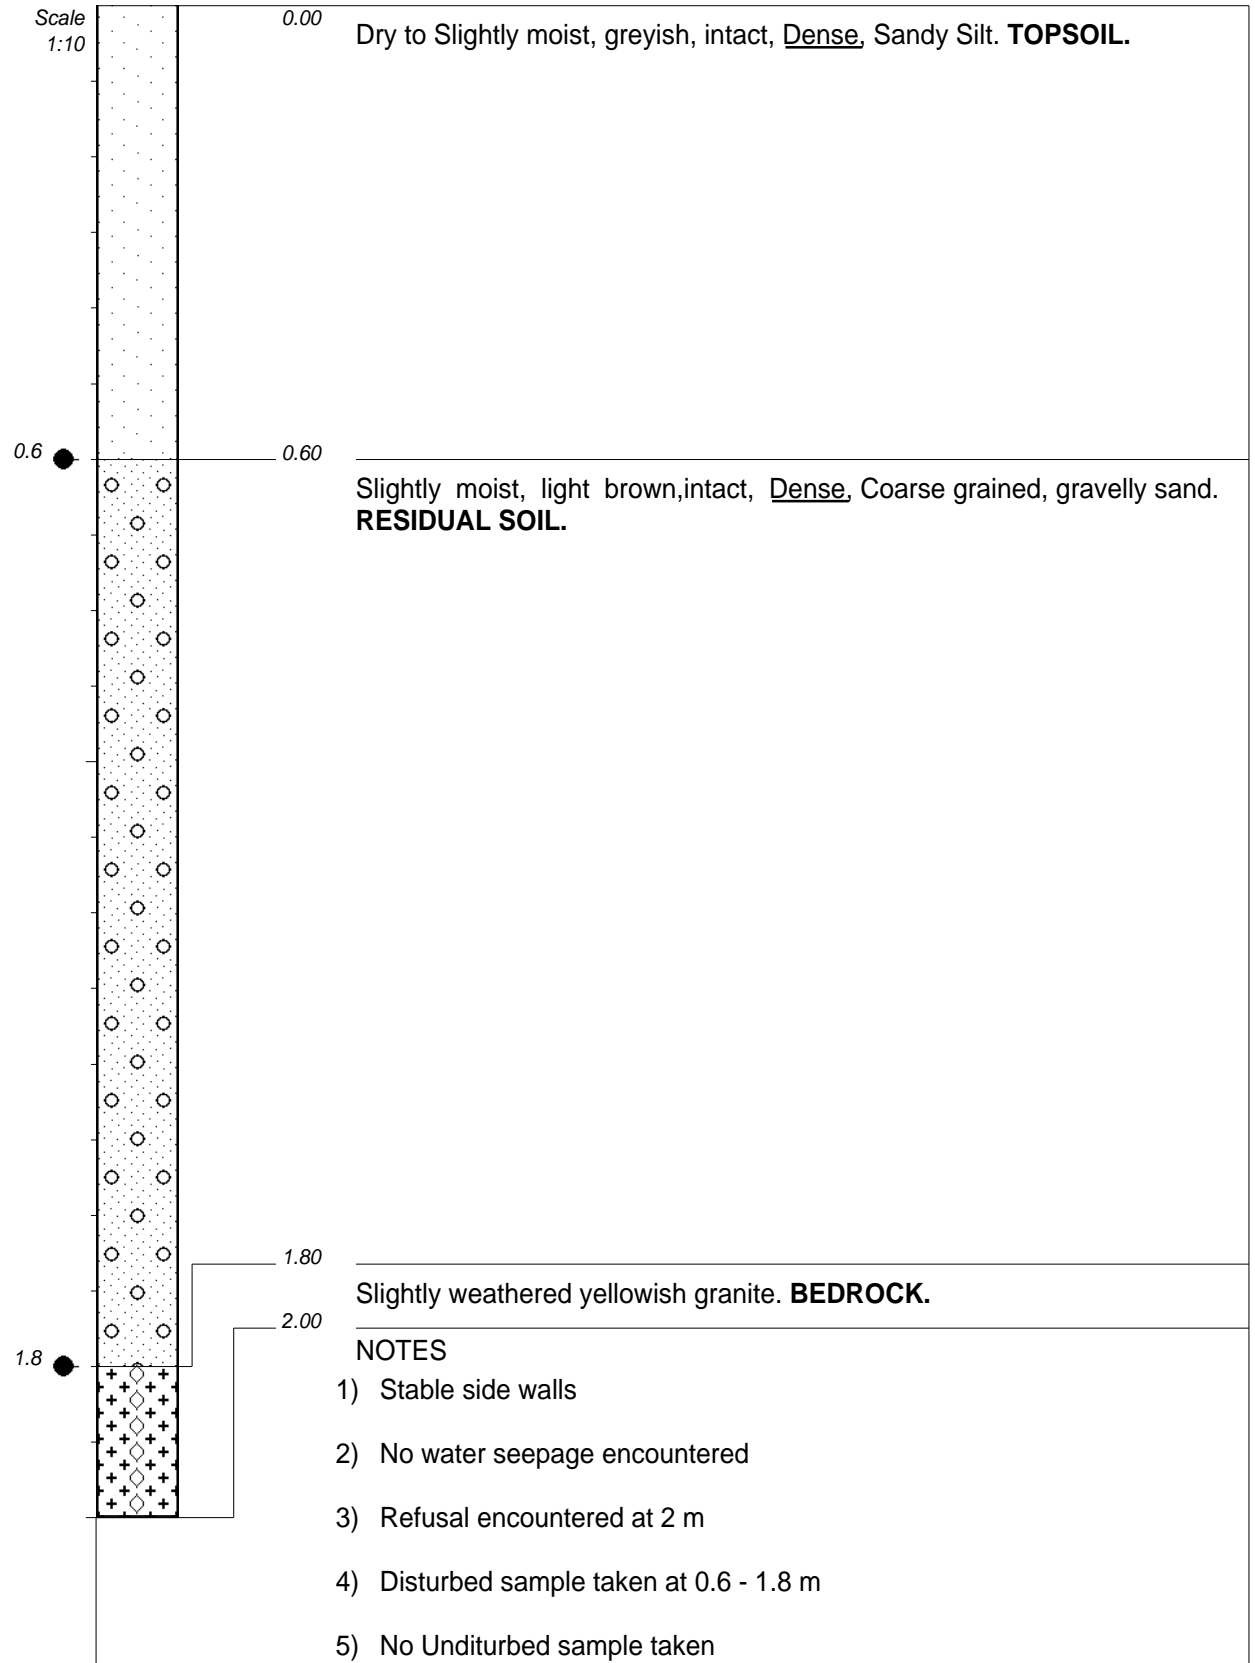 Scale
1:10
0.00
Dry to Slightly moist, greyish, intact, Dense, Sandy Silt. TOPSOIL.
0.6
0.60
Slightly moist, light brown,intact, Dense, Coarse grained, gravelly sand.
RESIDUAL SOIL.
1.80
Slightly weathered yellowish granite. BEDROCK.
2.00
1.8
NOTES
1) Stable side walls
2) No water seepage encountered
3) Refusal encountered at 2 m
4) Disturbed sample taken at 0.6 - 1.8 m
5) No Unditurbed sample taken